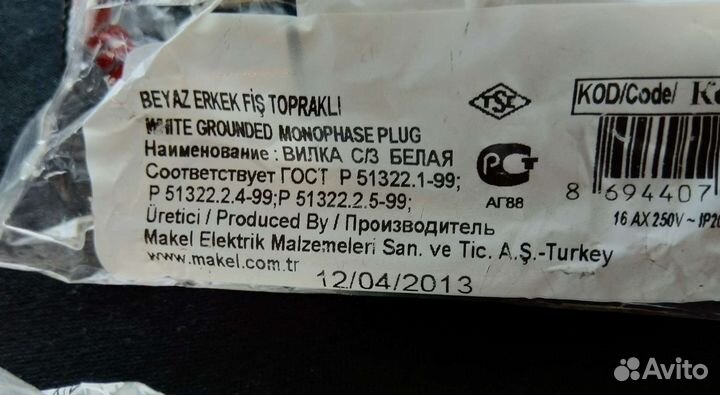 BEYAZ ERKEK FİŞ TOPRAKLI
WHITE GROUNDED MONOPHASE PLUG
Наименование : ВИЛКА С/З БЕЛАЯ
Соответствует ГОСТ Р 51322.1-99;
Р 51322.2.4-99;Р 51322.2.5-99;
Üretici / Produced By / Производитель
Makel Elektrik Malzemeleri San. ve Tic. A.Ş.-Turkey
www.makel.com.tr
12/04/2013
TSE
РСТ
АГ88
KOD/Code/
8 694407
16 AX 250V ~ IP20
Avito